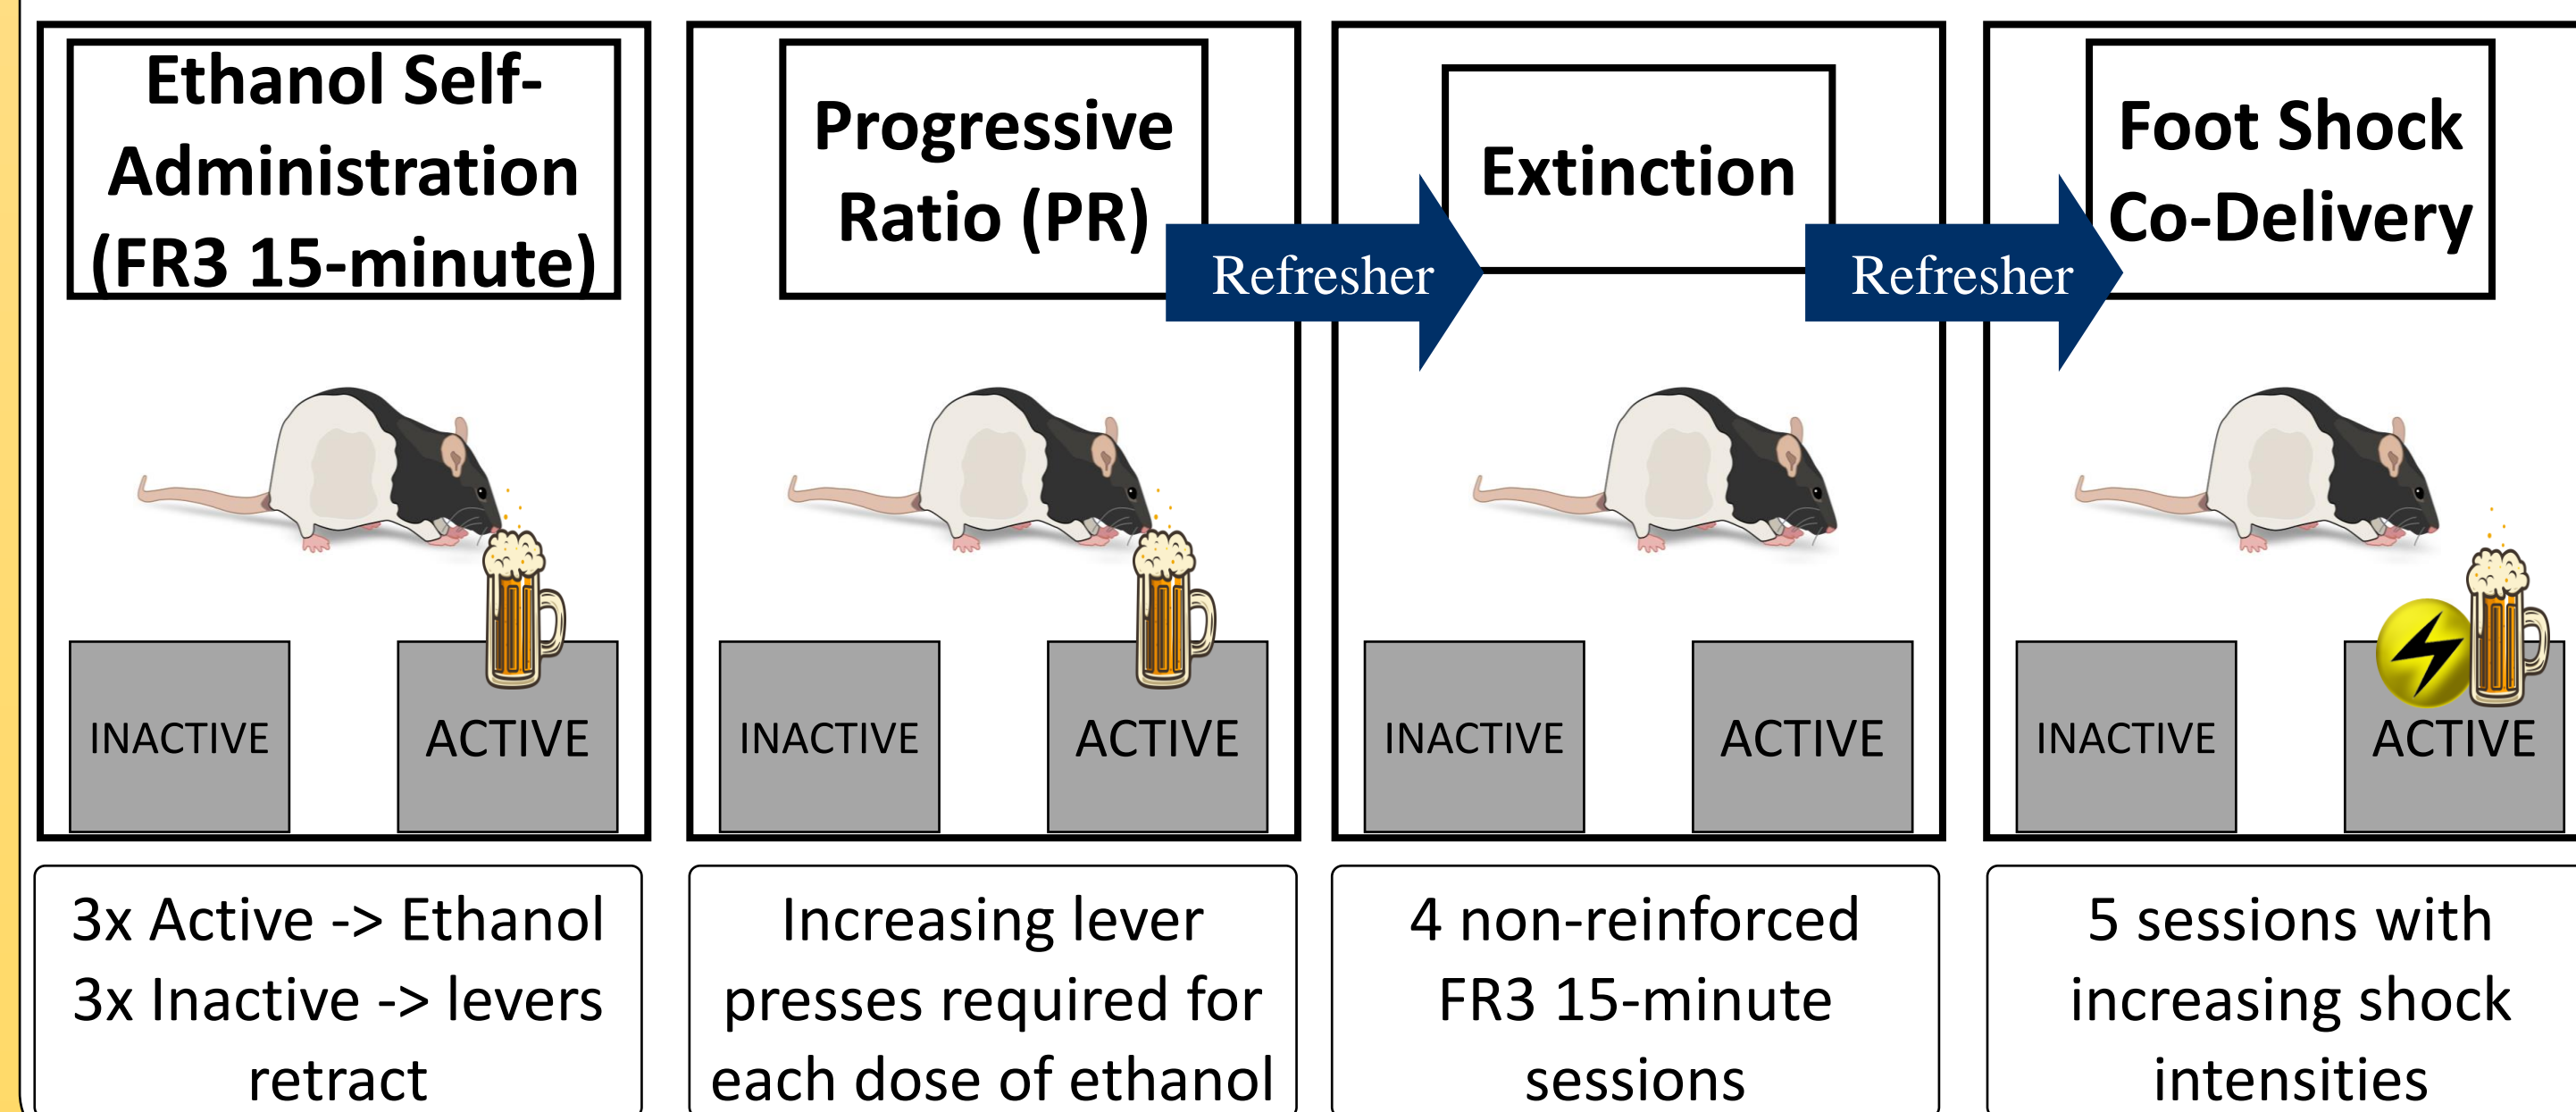 Ethanol Self-
Administration
(FR3 15-minute)
INACTIVE
ACTIVE
3x Active -> Ethanol
3x Inactive -> levers
retract
Progressive
Ratio (PR)
INACTIVE
ACTIVE
Increasing lever
presses required for
each dose of ethanol
Refresher
Extinction
INACTIVE
ACTIVE
4 non-reinforced
FR3 15-minute
sessions
Refresher
Foot Shock
Co-Delivery
INACTIVE
ACTIVE
5 sessions with
increasing shock
intensities